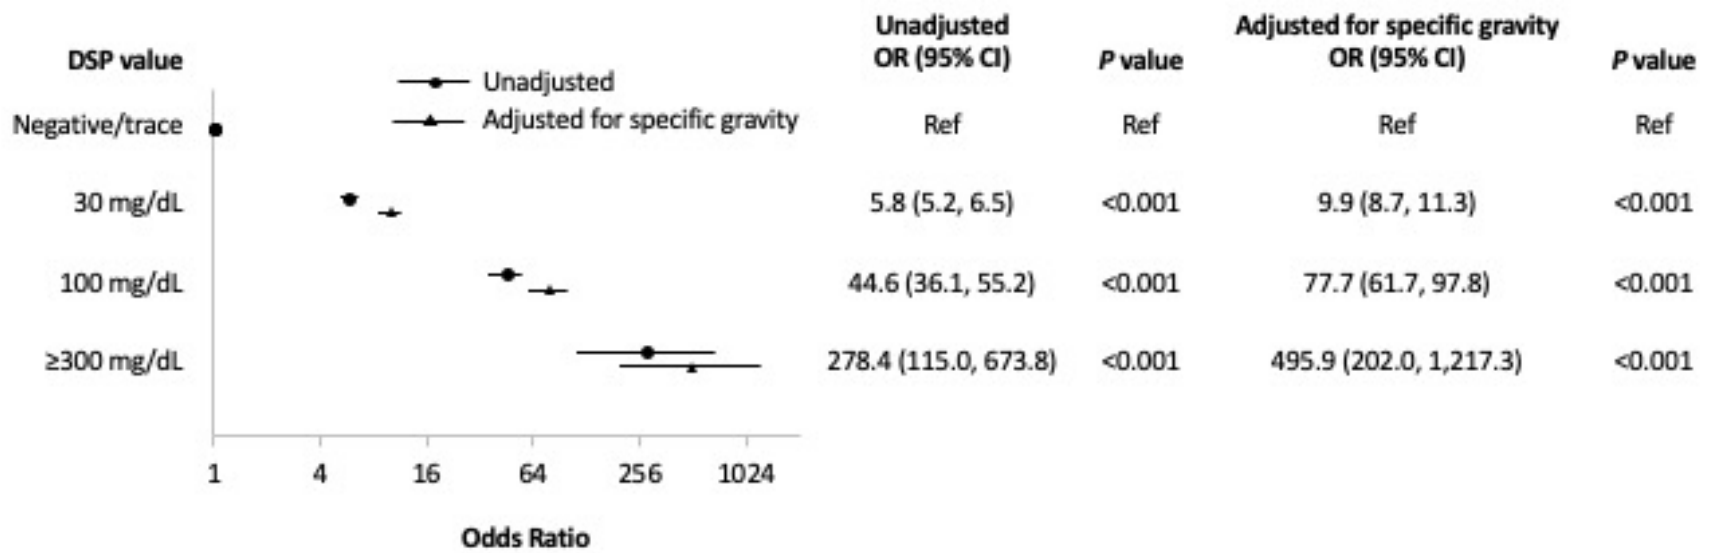 Unadjusted Adjusted for specific gravity
DSP value OR (95% CI) P value OR (95% CI) P value
Unadjusted
Adjusted for specific gravity
Negative/trace Ref Ref Ref Ref
30 mg/dL 5.8 (5.2, 6.5) <0.001 9.9 (8.7, 11.3) <0.001
100 mg/dL 44.6 (36.1, 55.2) <0.001 77.7 (61.7, 97.8) <0.001
≥300 mg/dL 278.4 (115.0, 673.8) <0.001 495.9 (202.0, 1,217.3) <0.001
1 4 16 64 256 1024
Odds Ratio